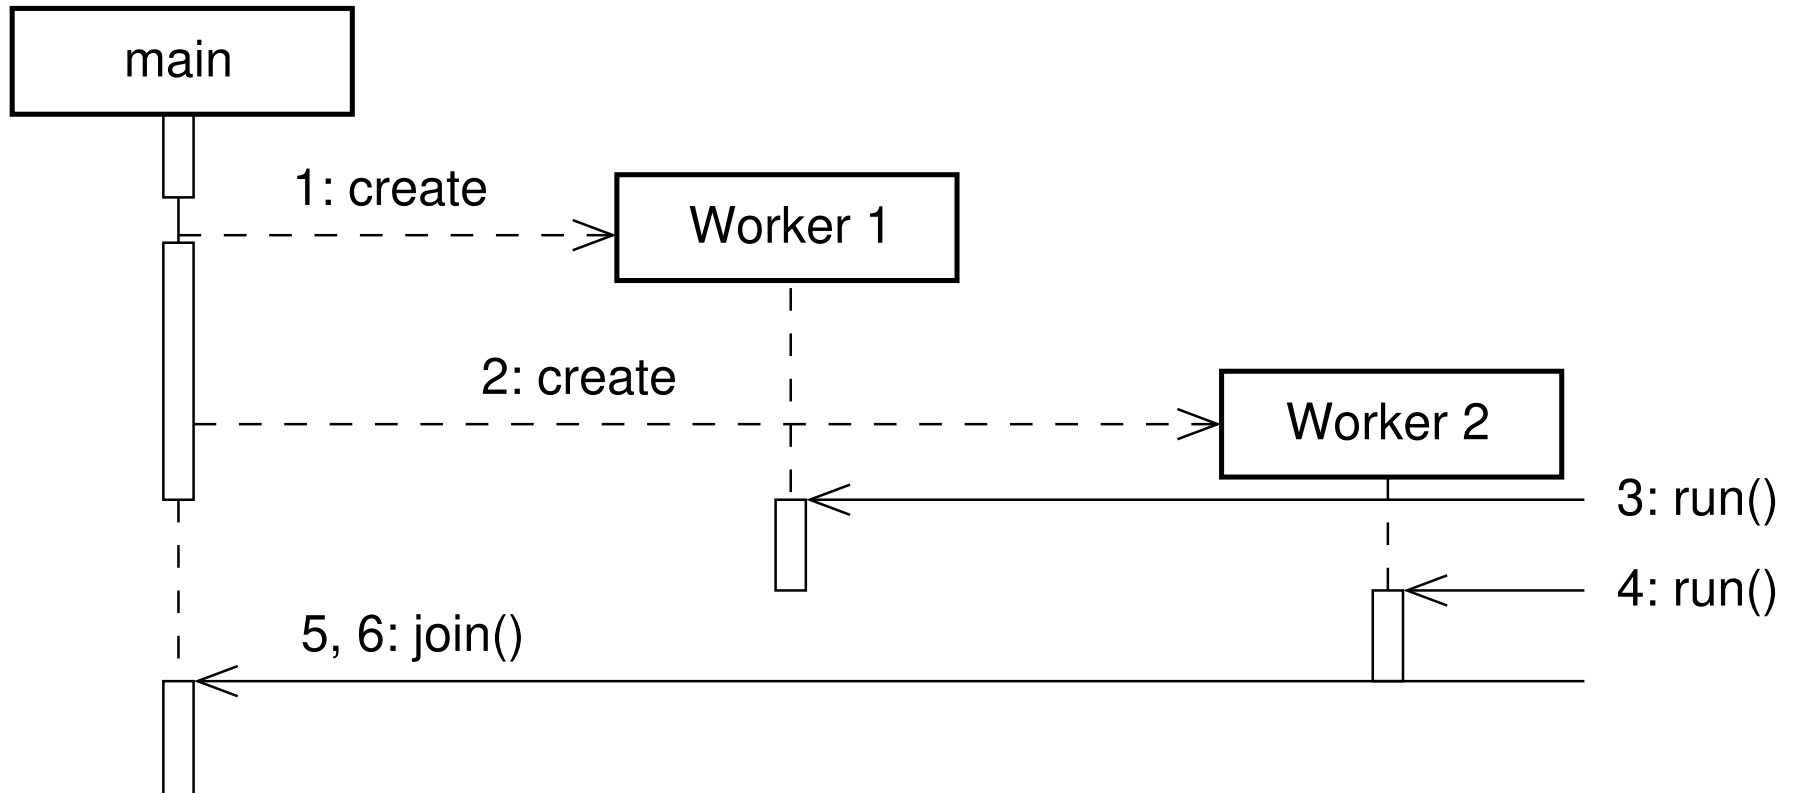 main
1: create
Worker 1
2: create
Worker 2
3: run()
4: run()
5, 6: join()